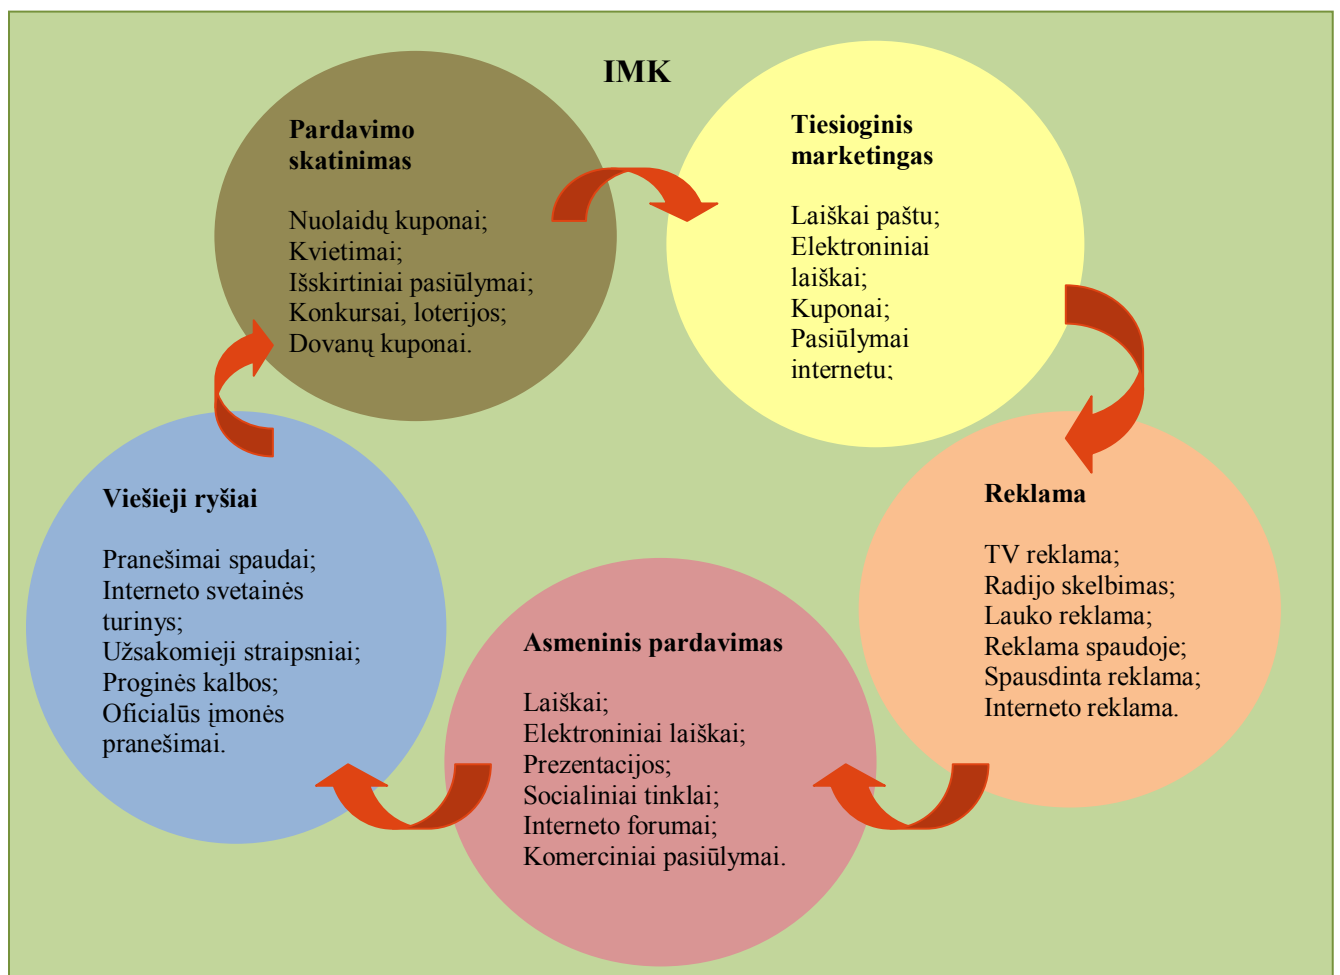 IMK
Pardavimo
skatinimas
Nuolaidų kuponai;
Kvietimai;
Išskirtiniai pasiūlymai;
Konkursai, loterijos;
Dovanų kuponai.
Tiesioginis
marketingas
Laiškai paštu;
Elektroniniai
laiškai;
Kuponai;
Pasiūlymai
internetu;
Reklama
TV reklama;
Radijo skelbimas;
Lauko reklama;
Reklama spaudoje;
Spausdinta reklama;
Interneto reklama.
Asmeninis pardavimas
Laiškai;
Elektroniniai laiškai;
Prezentacijos;
Socialiniai tinklai;
Interneto forumai;
Komerciniai pasiūlymai.
Viešieji ryšiai
Pranešimai spaudai;
Interneto svetainės
turinys;
Užsakomieji straipsniai;
Proginės kalbos;
Oficialūs įmonės
pranešimai.